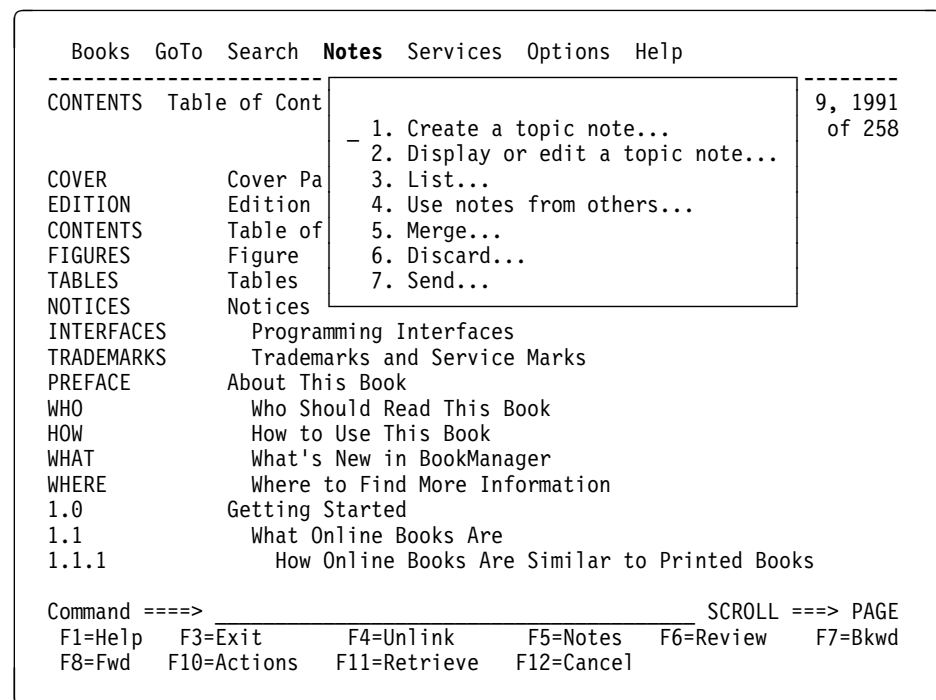 Books GoTo Search Notes Services Options Help
CONTENTS Table of Cont 9, 1991
_ 1. Create a topic note... of 258
2. Display or edit a topic note...
COVER Cover Pa 3. List...
EDITION Edition 4. Use notes from others...
CONTENTS Table of 5. Merge...
FIGURES Figure 6. Discard...
TABLES Tables 7. Send...
NOTICES Notices
INTERFACES Programming Interfaces
TRADEMARKS Trademarks and Service Marks
PREFACE About This Book
WHO Who Should Read This Book
HOW How to Use This Book
WHAT What's New in BookManager
WHERE Where to Find More Information
1.0 Getting Started
1.1 What Online Books Are
1.1.1 How Online Books Are Similar to Printed Books
Command ====> ________________________________________ SCROLL ===> PAGE
F1=Help F3=Exit F4=Unlink F5=Notes F6=Review F7=Bkwd
F8=Fwd F10=Actions F11=Retrieve F12=Cancel